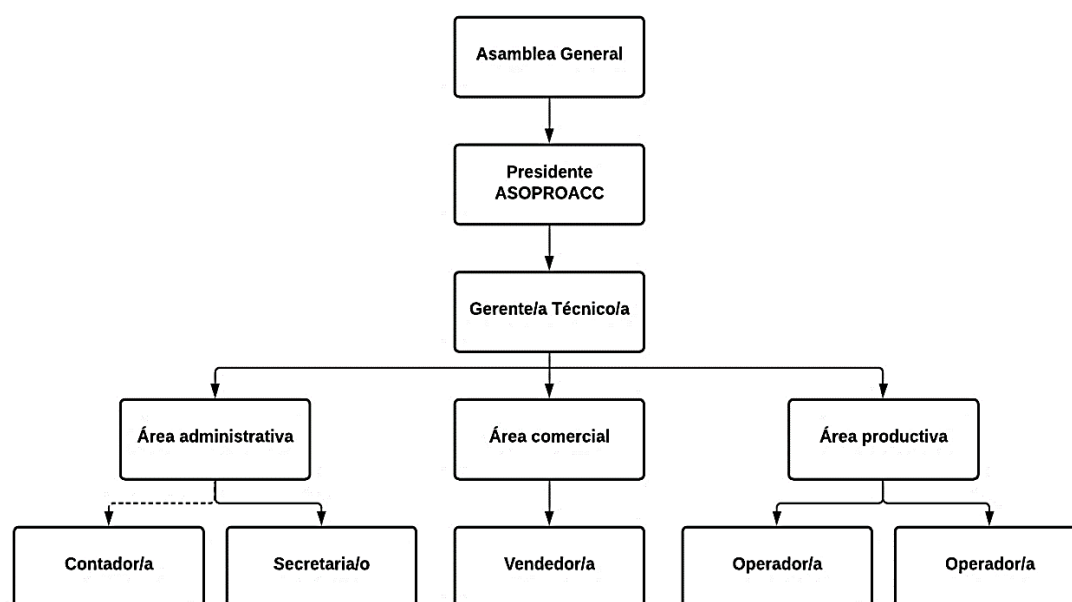 Asamblea General
Presidente
ASOPROACC
Gerente/a Técnico/a
Área administrativa
Área comercial
Área productiva
Contador/a
Secretaria/o
Vendedor/a
Operador/a
Operador/a